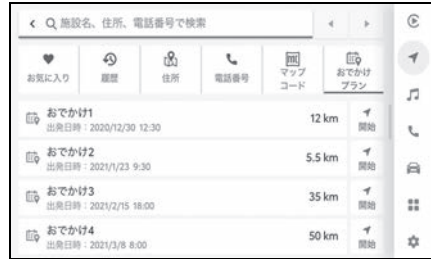 施設名、住所、電話番号で検索
お気に入り
履歴
住所
電話番号
マップ
コード
おでかけ
プラン
おでかけ1
12 km
出発日時：2020/12/30 12:30
開始
おでかけ2
5.5 km
出発日時：2021/1/23 9:30
開始
おでかけ3
35 km
出発日時：2021/2/15 18:00
開始
おでかけ4
50 km
出発日時：2021/3/8 8:00
開始